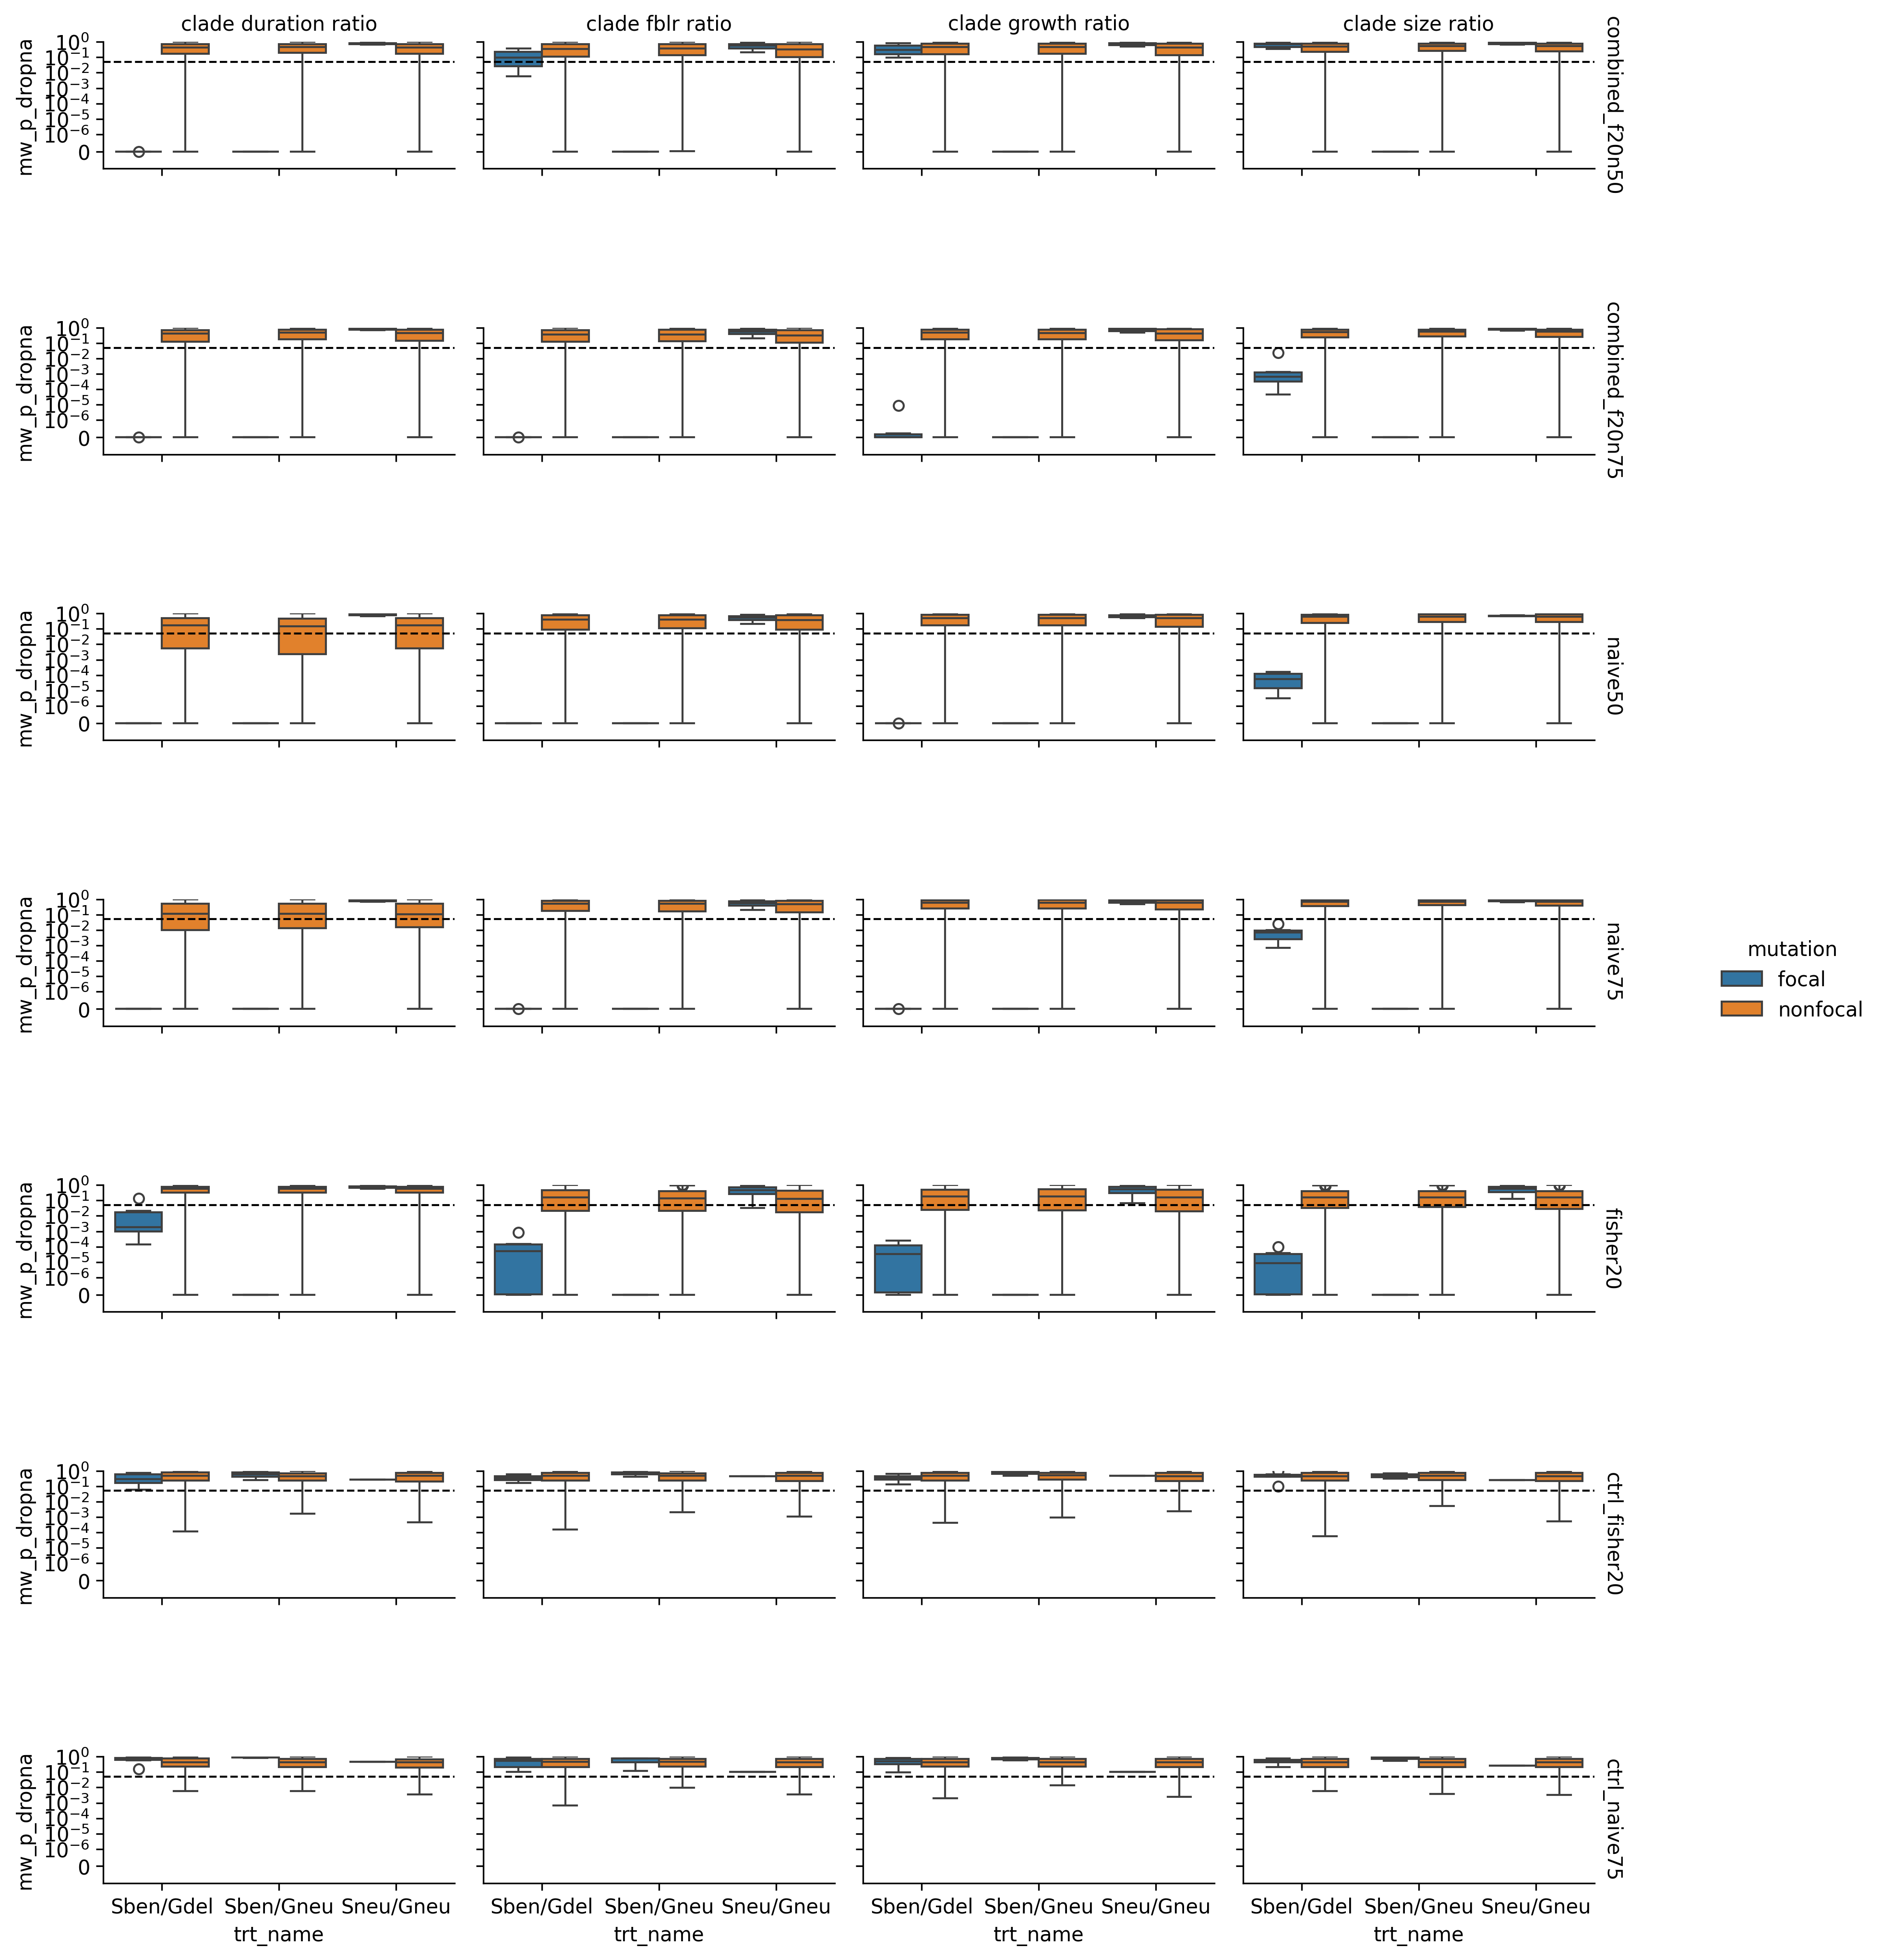 clade duration ratio
clade fblr ratio
clade growth ratio
clade size ratio
mw_p_dropna
10^0
10^-1
10^-2
10^-3
10^-4
10^-5
10^-6
0
combined_f20n50
mw_p_dropna
10^0
10^-1
10^-2
10^-3
10^-4
10^-5
10^-6
0
combined_f20n75
mw_p_dropna
10^0
10^-1
10^-2
10^-3
10^-4
10^-5
10^-6
0
naive50
mw_p_dropna
10^0
10^-1
10^-2
10^-3
10^-4
10^-5
10^-6
0
naive75
mutation
focal
nonfocal
mw_p_dropna
10^0
10^-1
10^-2
10^-3
10^-4
10^-5
10^-6
0
fisher20
mw_p_dropna
10^0
10^-1
10^-2
10^-3
10^-4
10^-5
10^-6
0
ctrl_fisher20
mw_p_dropna
10^0
10^-1
10^-2
10^-3
10^-4
10^-5
10^-6
0
ctrl_naive75
Sben/Gdel Sben/Gneu Sneu/Gneu
trt_name
Sben/Gdel Sben/Gneu Sneu/Gneu
trt_name
Sben/Gdel Sben/Gneu Sneu/Gneu
trt_name
Sben/Gdel Sben/Gneu Sneu/Gneu
trt_name